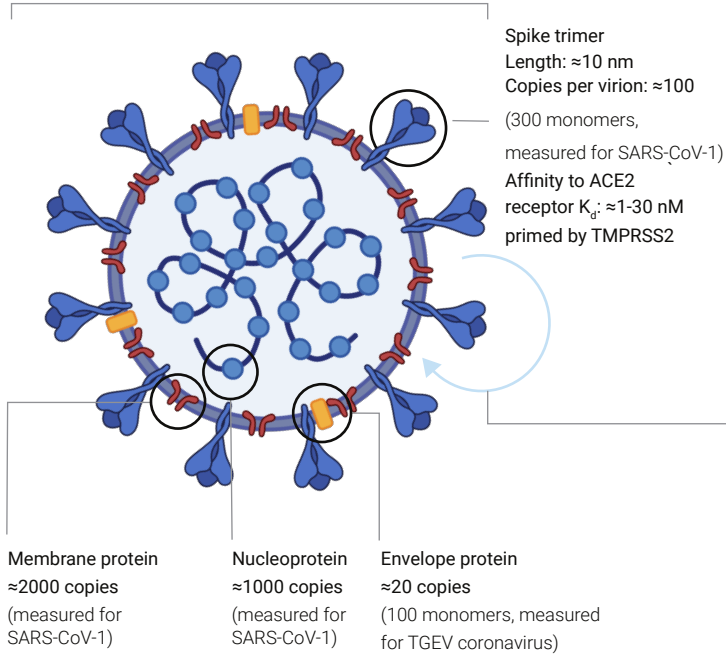 Spike trimer
Length: ≈10 nm
Copies per virion: ≈100
(300 monomers,
measured for SARS-CoV-1)
Affinity to ACE2
receptor Kd: ≈1-30 nM
primed by TMPRSS2
Membrane protein
≈2000 copies
(measured for
SARS-CoV-1)
Nucleoprotein
≈1000 copies
(measured for
SARS-CoV-1)
Envelope protein
≈20 copies
(100 monomers, measured
for TGEV coronavirus)